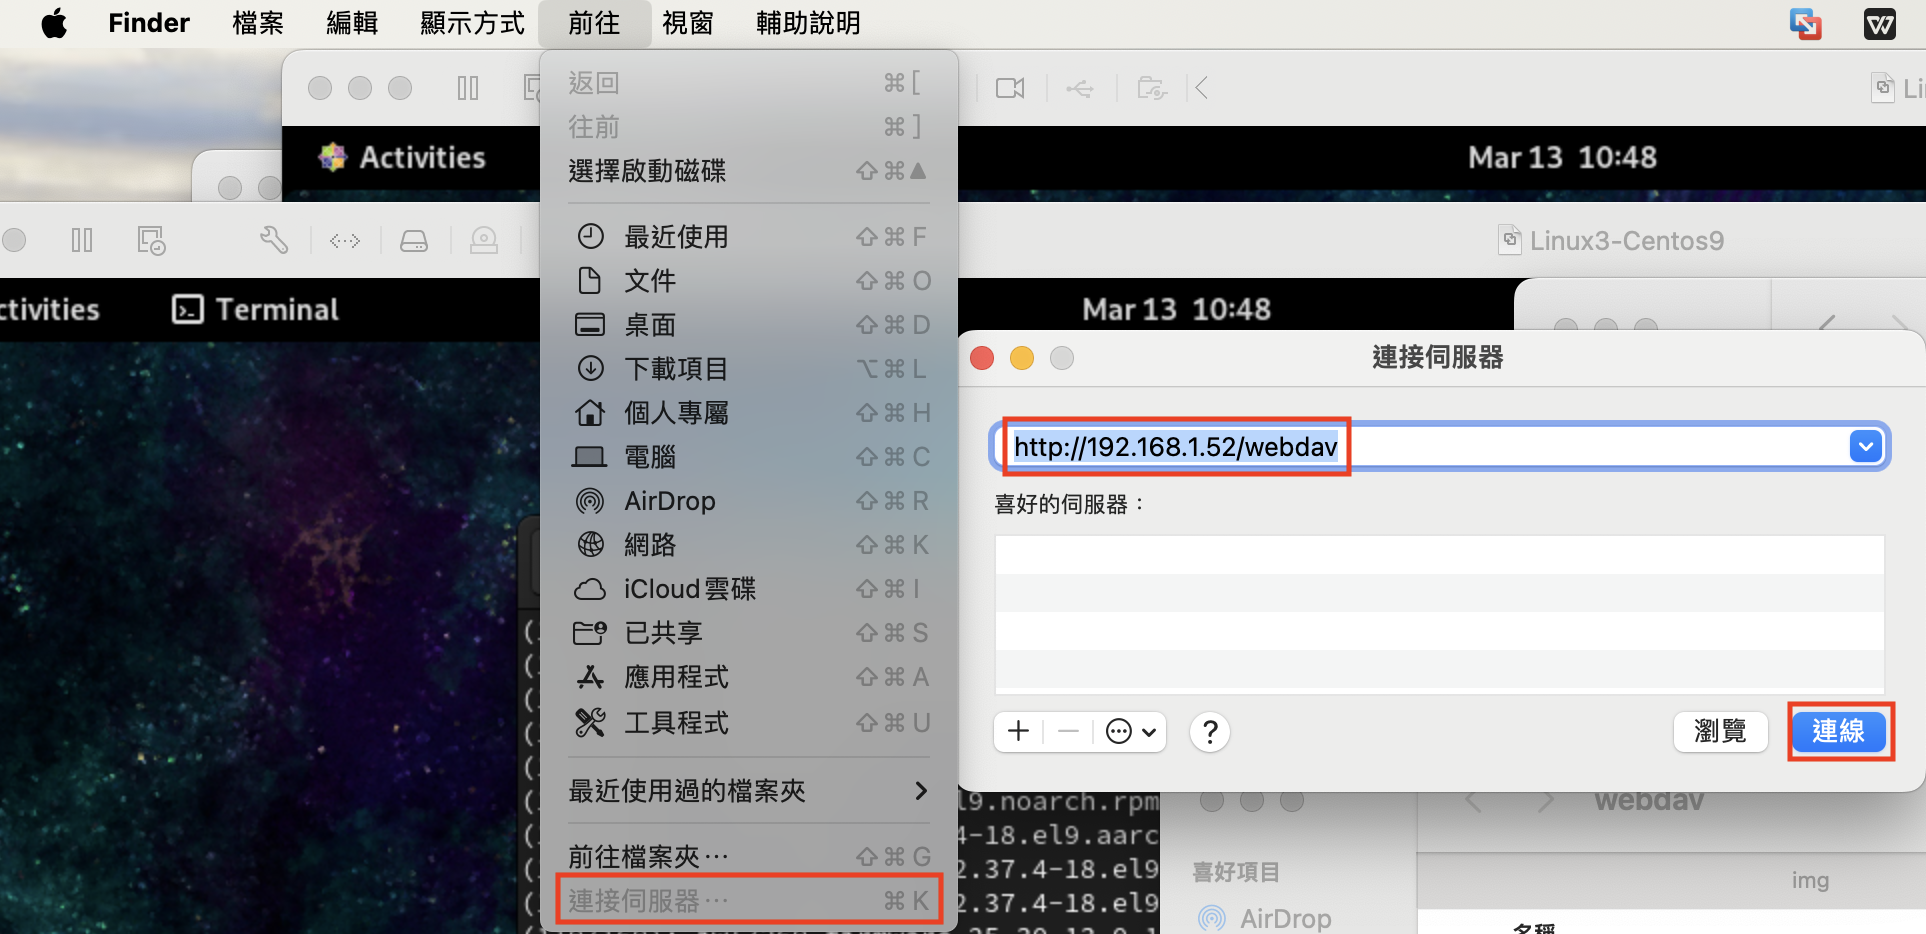 Finder 檔案 編輯 顯示方式 前往 視窗 輔助說明
返回 ⌘ [
往前 ⌘ ]
選擇啟動磁碟 ⇧ ⌘ ▲
最近使用 ⇧ ⌘ F
文件 ⇧ ⌘ O
桌面 ⇧ ⌘ D
下載項目 ⌥ ⌘ L
個人專屬 ⇧ ⌘ H
電腦 ⇧ ⌘ C
AirDrop ⇧ ⌘ R
網路 ⇧ ⌘ K
iCloud 雲碟 ⇧ ⌘ I
已共享 ⇧ ⌘ S
應用程式 ⇧ ⌘ A
工具程式 ⇧ ⌘ U
最近使用過的檔案夾
前往檔案夾⋯ ⇧ ⌘ G
連接伺服器⋯ ⌘ K
Activities
Mar 13 10:48
Linux3-Centos9
ctivities Terminal
Mar 13 10:48
連接伺服器
http://192.168.1.52/webdav
喜好的伺服器：
?
瀏覽
連線
l9.noarch.rpm
4-18.el9.aarc
2.37.4-18.el9
2.37.4-18.el9
webdav
喜好項目
img
AirDrop
名稱